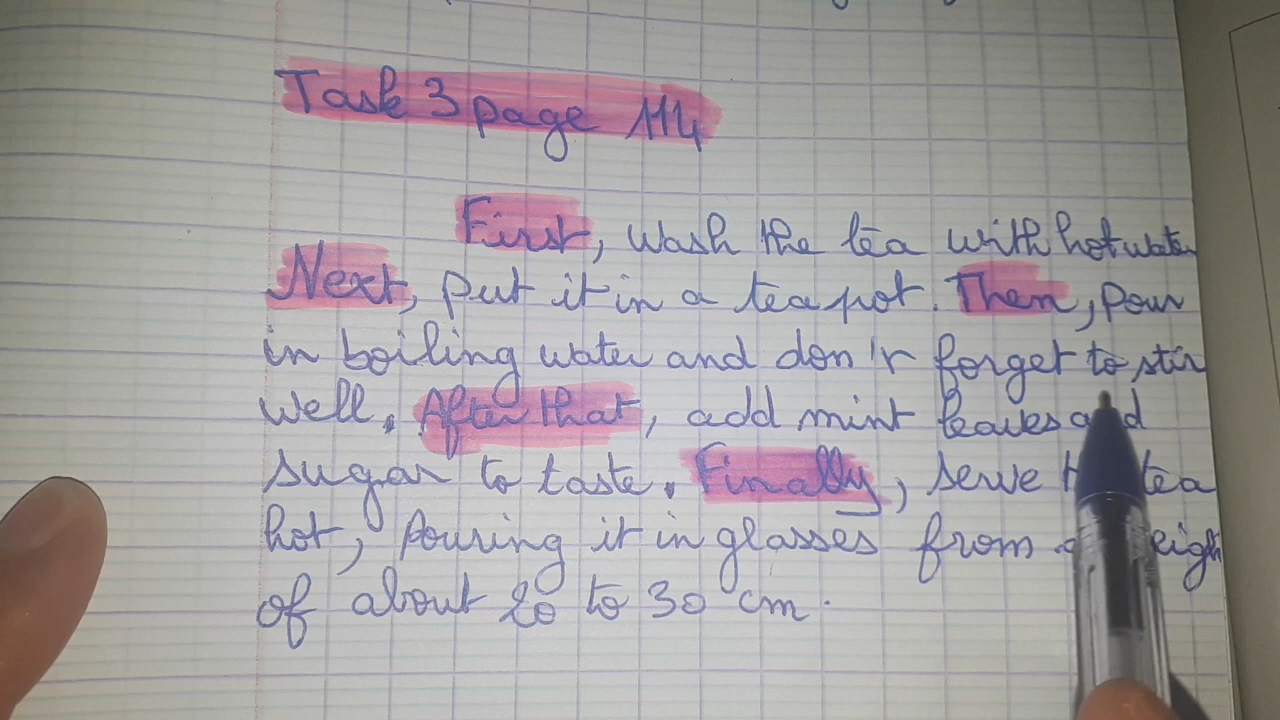 Task 3 page 114
First, wash the tea with hot water
Next, put it in a tea pot. Then, pour
in boiling water and don't forget to stir
well. After that, add mint leaves and
sugar to taste. Finally, serve tea
hot, pouring it in glasses from
of about 20 to 30 cm.